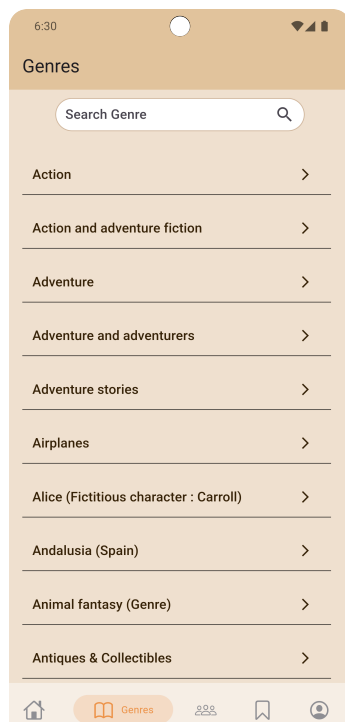 6:30
Genres
Search Genre
Action
Action and adventure fiction
Adventure
Adventure and adventurers
Adventure stories
Airplanes
Alice (Fictitious character : Carroll)
Andalusia (Spain)
Animal fantasy (Genre)
Antiques & Collectibles
Genres